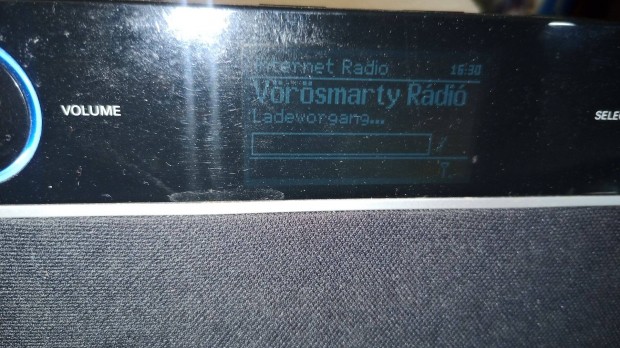 Internet Radio 16:30
Vörösmarty Rádió
VOLUME
Ladevorgang...